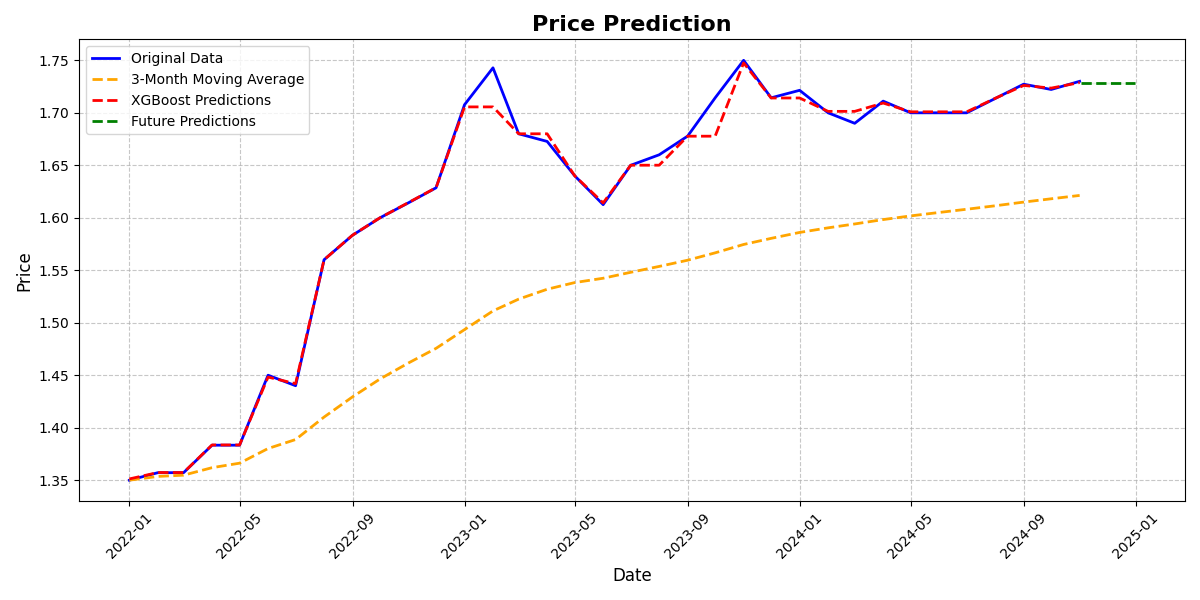 Price Prediction
Original Data
3-Month Moving Average
XGBoost Predictions
Future Predictions
Price
1.75
1.70
1.65
1.60
1.55
1.50
1.45
1.40
1.35
2022-01
2022-05
2022-09
2023-01
2023-05
2023-09
2024-01
2024-05
2024-09
2025-01
Date